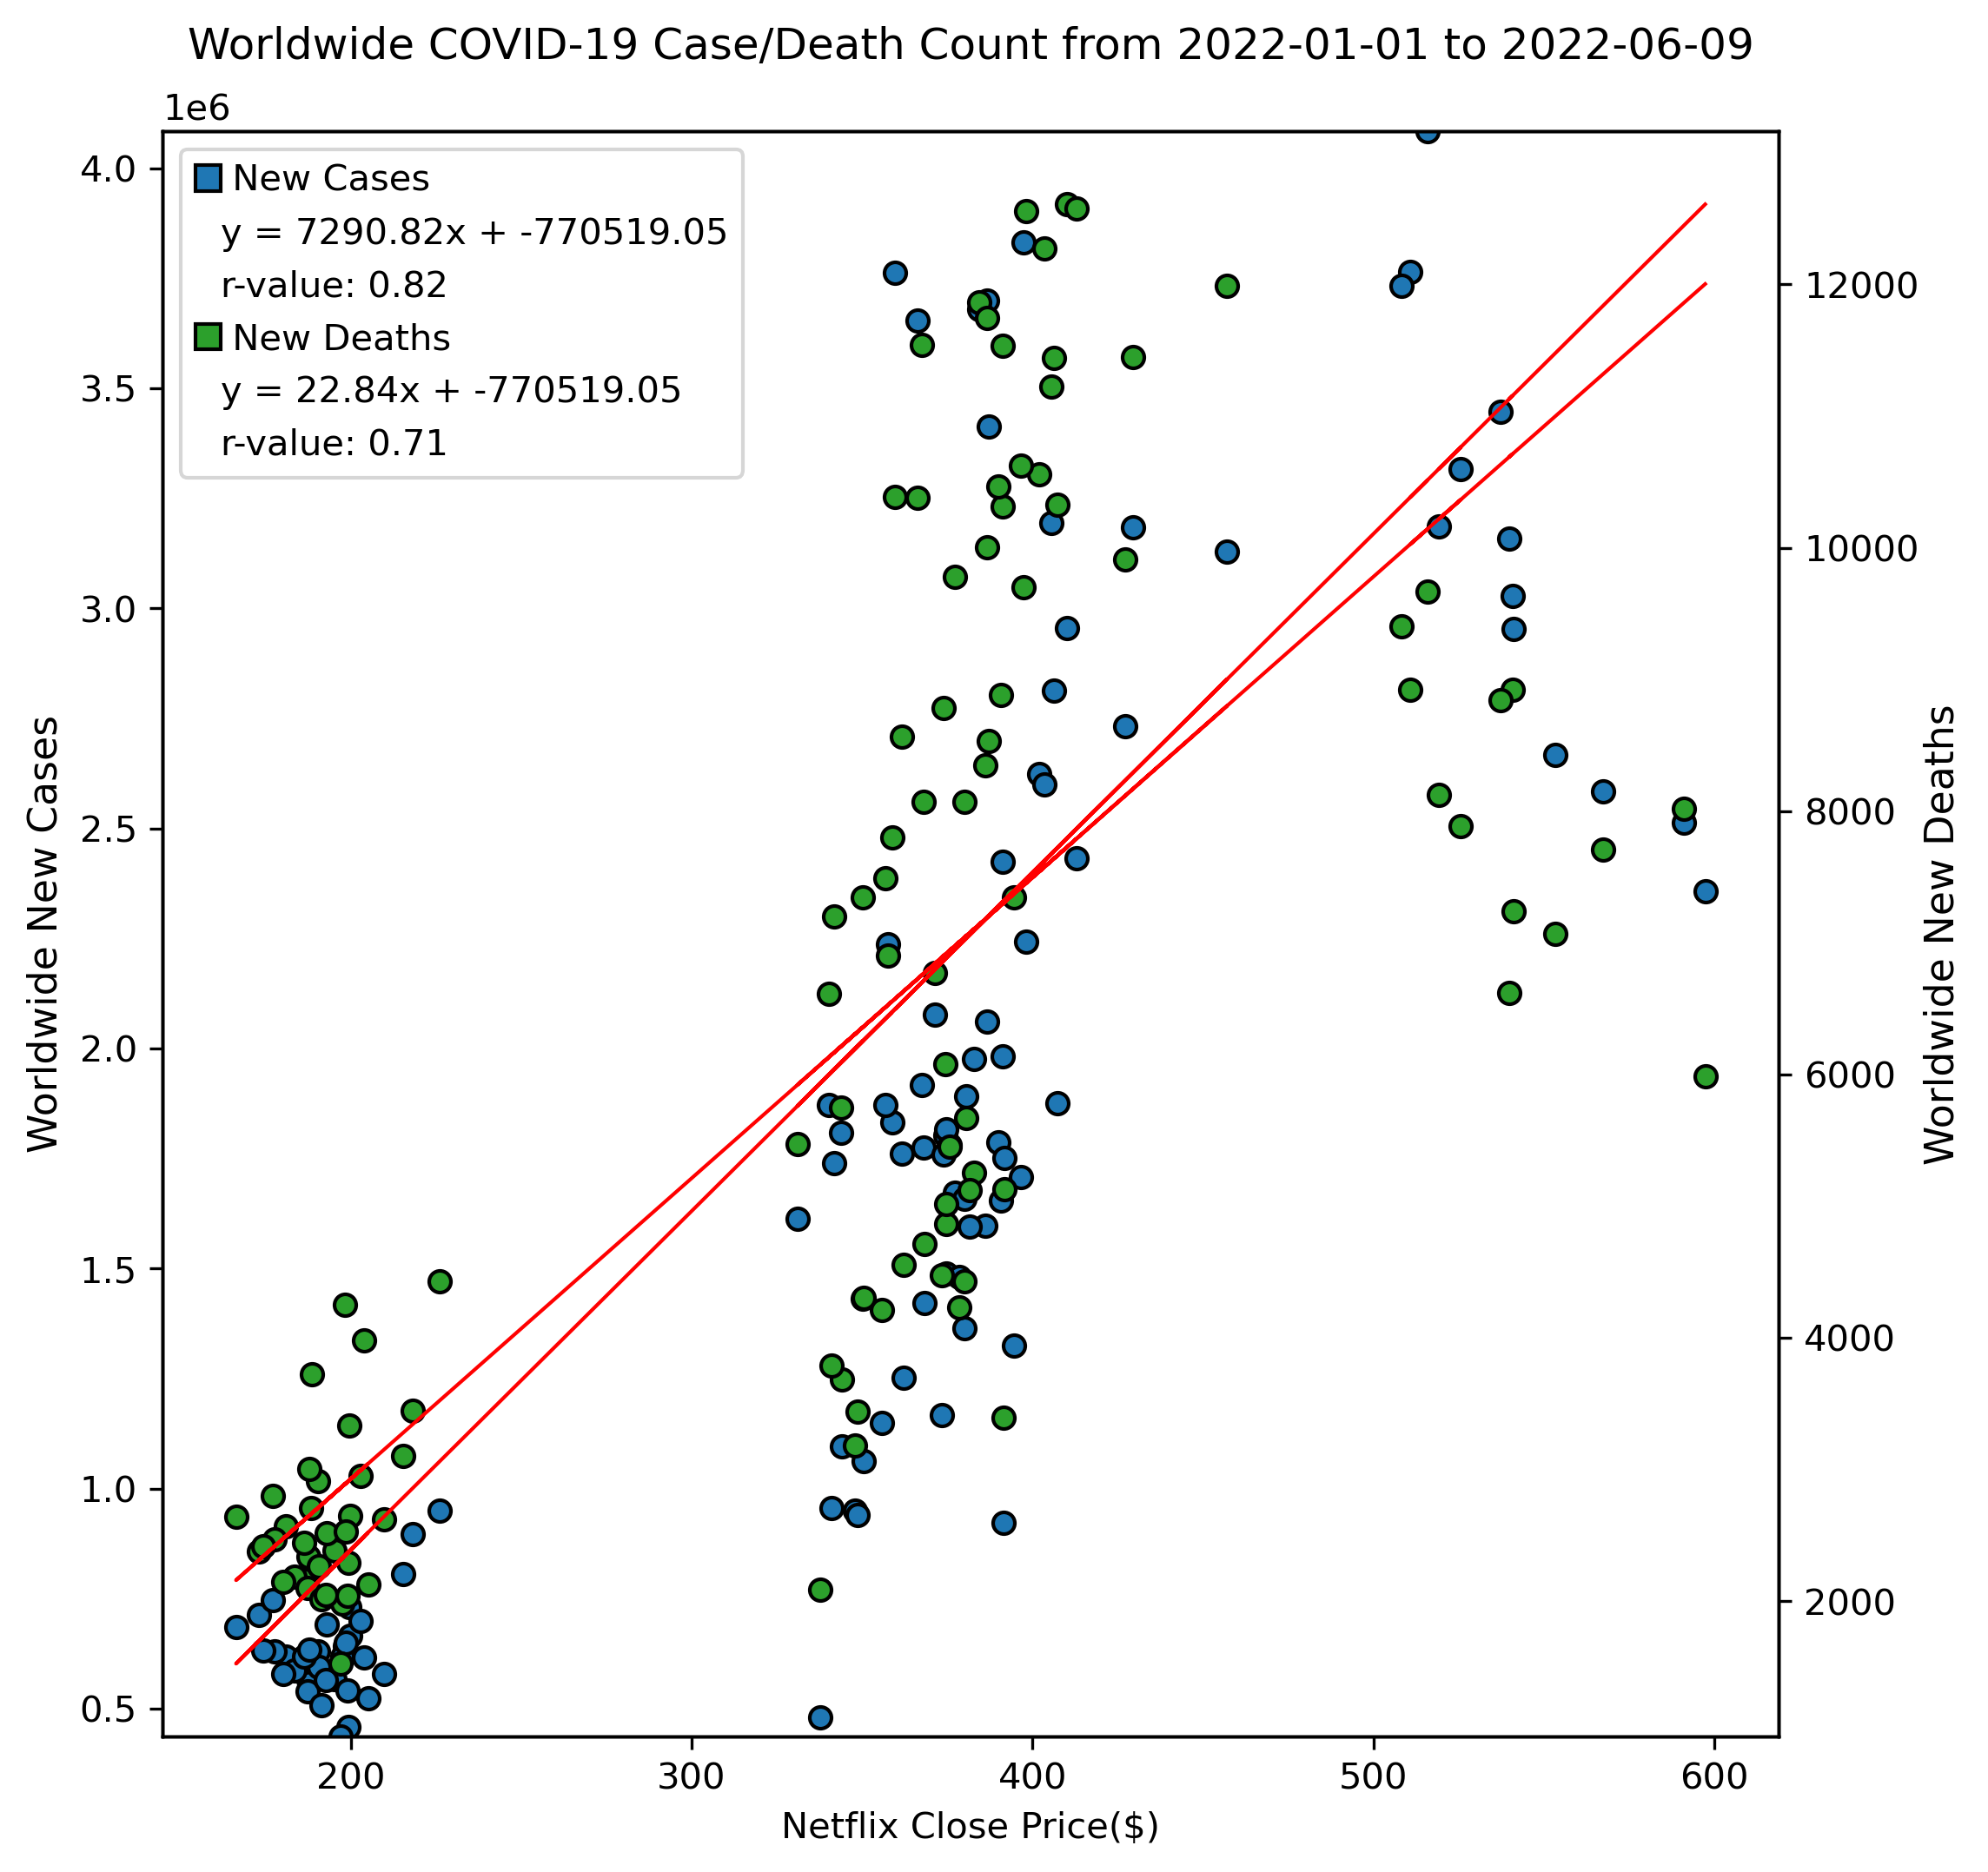 Worldwide COVID-19 Case/Death Count from 2022-01-01 to 2022-06-09
1e6
New Cases
y = 7290.82x + -770519.05
r-value: 0.82
New Deaths
y = 22.84x + -770519.05
r-value: 0.71
4.0
3.5
3.0
2.5
2.0
1.5
1.0
0.5
Worldwide New Cases
12000
10000
8000
6000
4000
2000
Worldwide New Deaths
200 300 400 500 600
Netflix Close Price($)